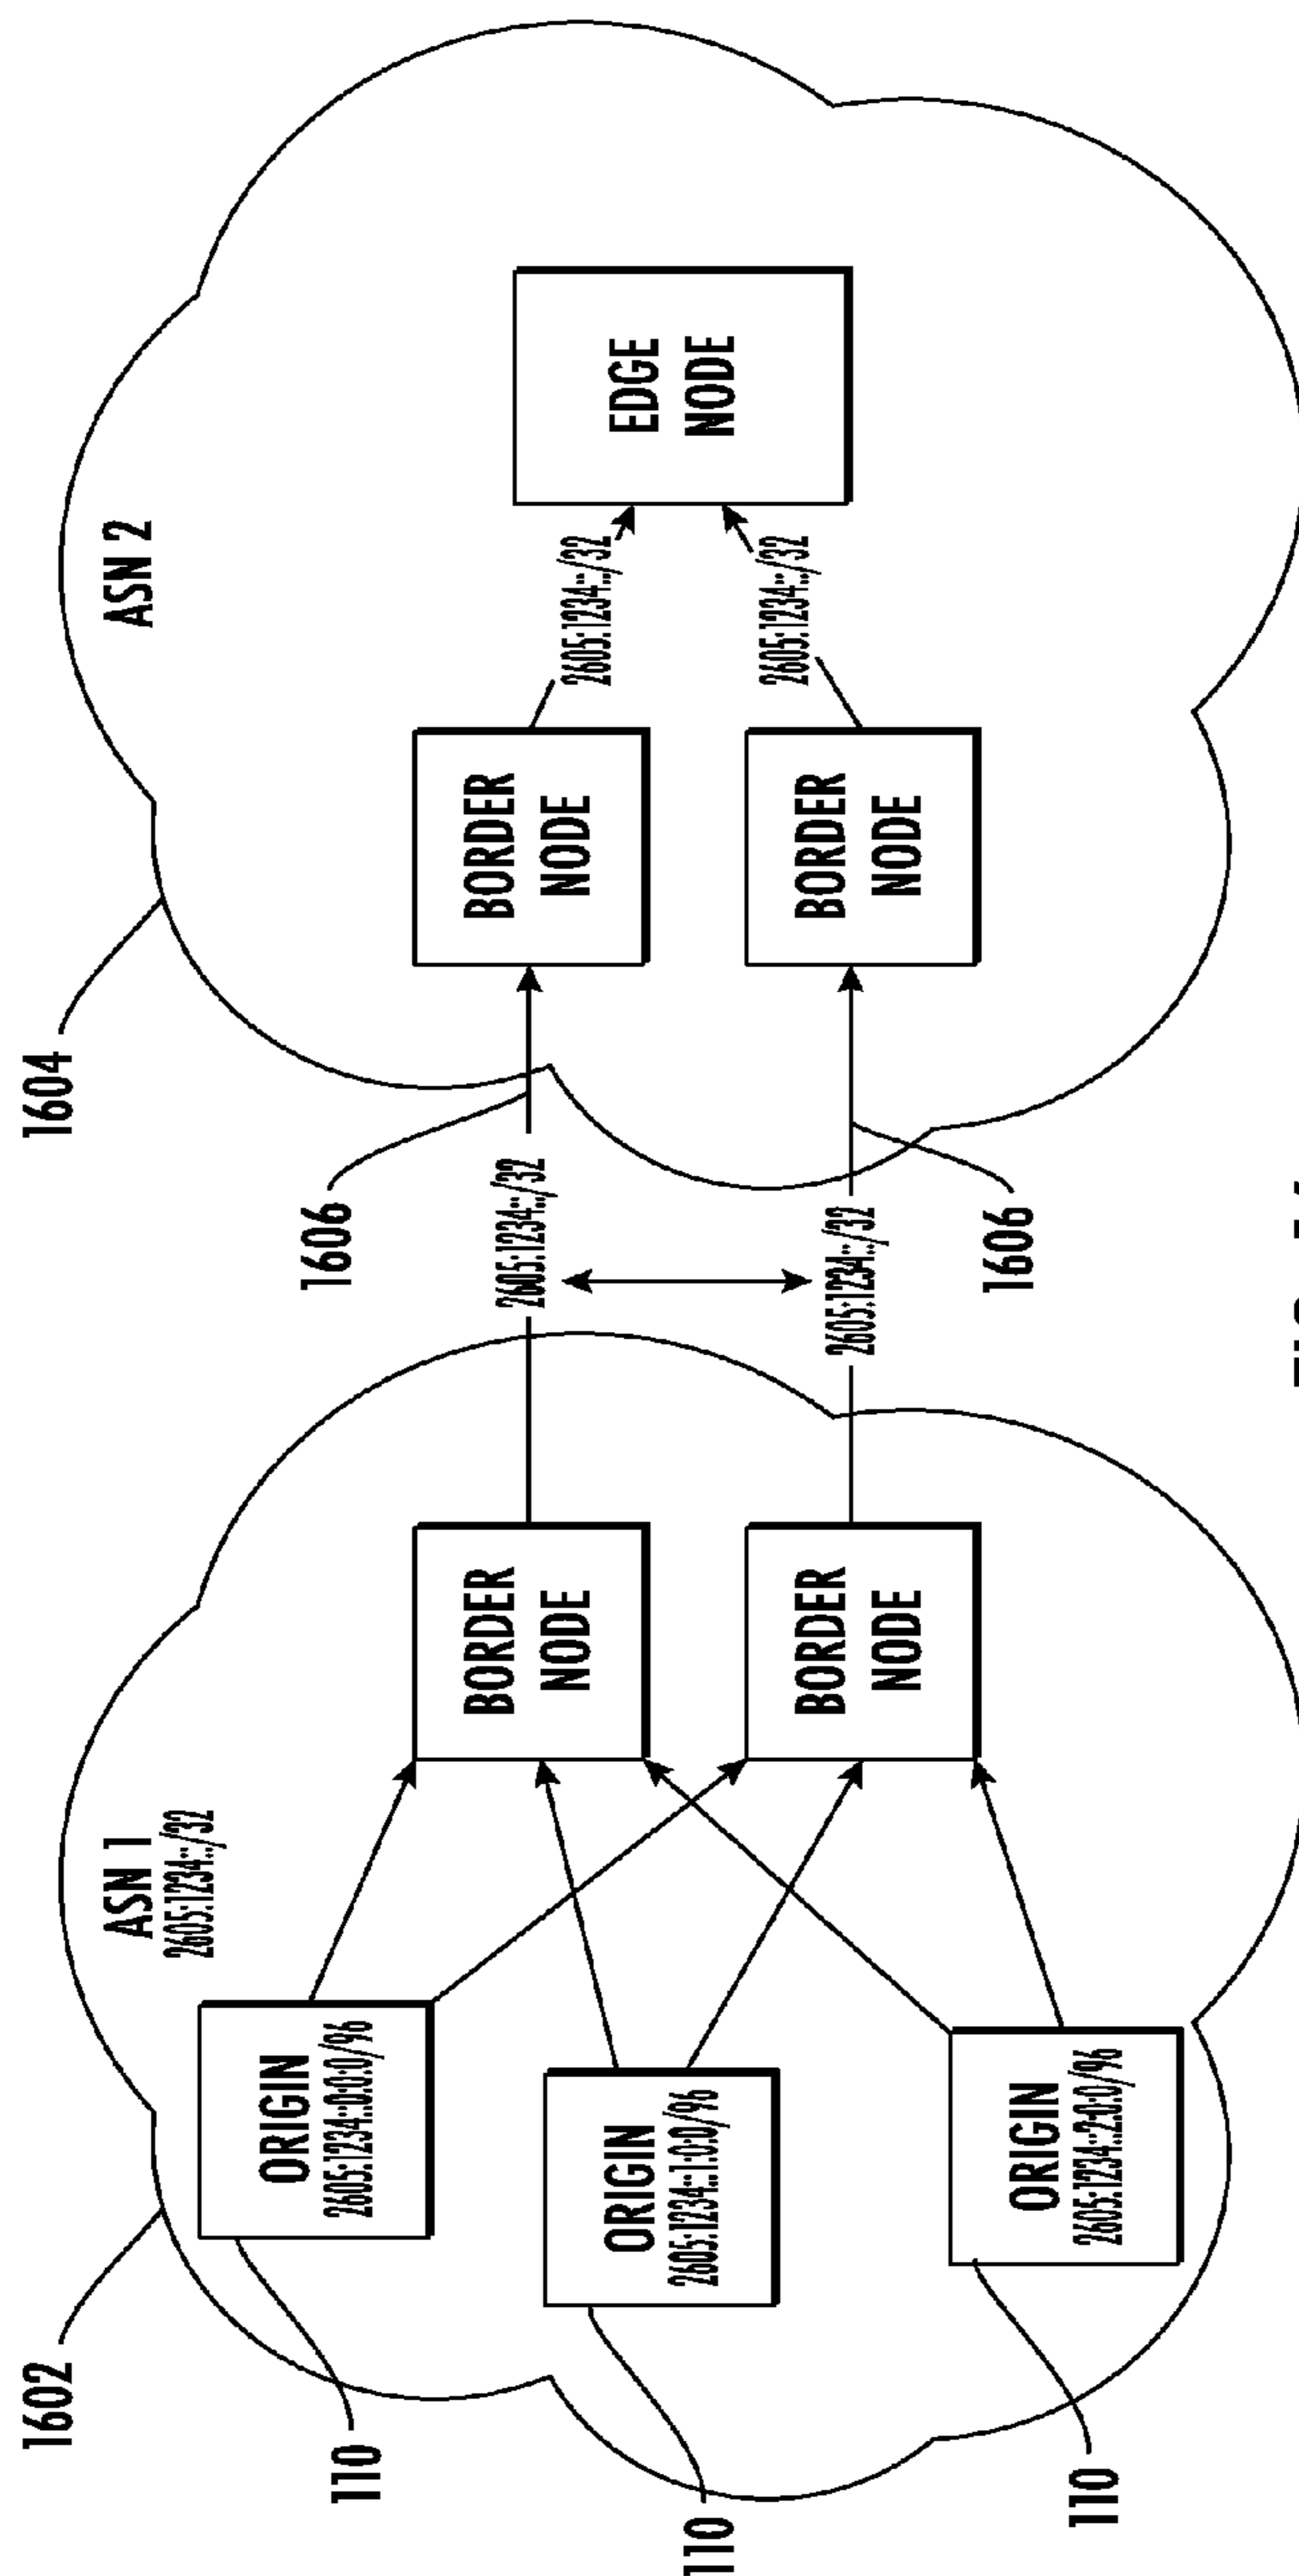 1602
1604
ASN 1
2605:1234::/32
ASN 2
110
ORIGIN
2605:1234::0:0:0/96
110
ORIGIN
2605:1234::1:0:0/96
110
ORIGIN
2605:1234::2:0:0/96
BORDER
NODE
BORDER
NODE
1606
2605:1234::/32
2605:1234::/32
1606
BORDER
NODE
BORDER
NODE
2605:1234::/32
2605:1234::/32
EDGE
NODE